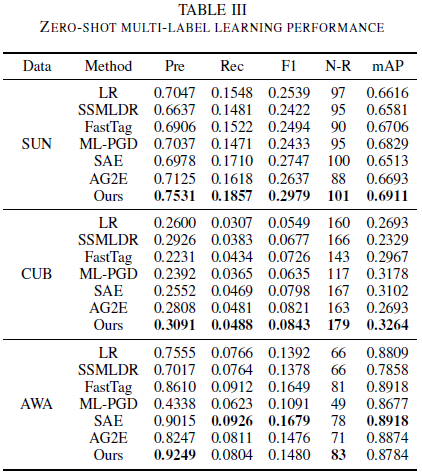 TABLE III
ZERO-SHOT MULTI-LABEL LEARNING PERFORMANCE
Data Method Pre Rec F1 N-R mAP
LR 0.7047 0.1548 0.2539 97 0.6616
SSMLDR 0.6637 0.1481 0.2422 95 0.6581
FastTag 0.6906 0.1522 0.2494 90 0.6706
SUN ML-PGD 0.7037 0.1471 0.2433 95 0.6829
SAE 0.6978 0.1710 0.2747 100 0.6513
AG2E 0.7125 0.1618 0.2637 88 0.6693
Ours 0.7531 0.1857 0.2979 101 0.6911
LR 0.2600 0.0307 0.0549 160 0.2693
SSMLDR 0.2926 0.0383 0.0677 166 0.2329
FastTag 0.2231 0.0434 0.0726 143 0.2967
CUB ML-PGD 0.2392 0.0365 0.0635 117 0.3178
SAE 0.2552 0.0469 0.0798 167 0.3102
AG2E 0.2808 0.0481 0.0821 163 0.2693
Ours 0.3091 0.0488 0.0843 179 0.3264
LR 0.7555 0.0766 0.1392 66 0.8809
SSMLDR 0.7017 0.0764 0.1378 66 0.7858
FastTag 0.8610 0.0912 0.1649 81 0.8918
AWA ML-PGD 0.4338 0.0623 0.1091 49 0.8677
SAE 0.9015 0.0926 0.1679 78 0.8918
AG2E 0.8247 0.0811 0.1476 71 0.8874
Ours 0.9249 0.0804 0.1480 83 0.8784